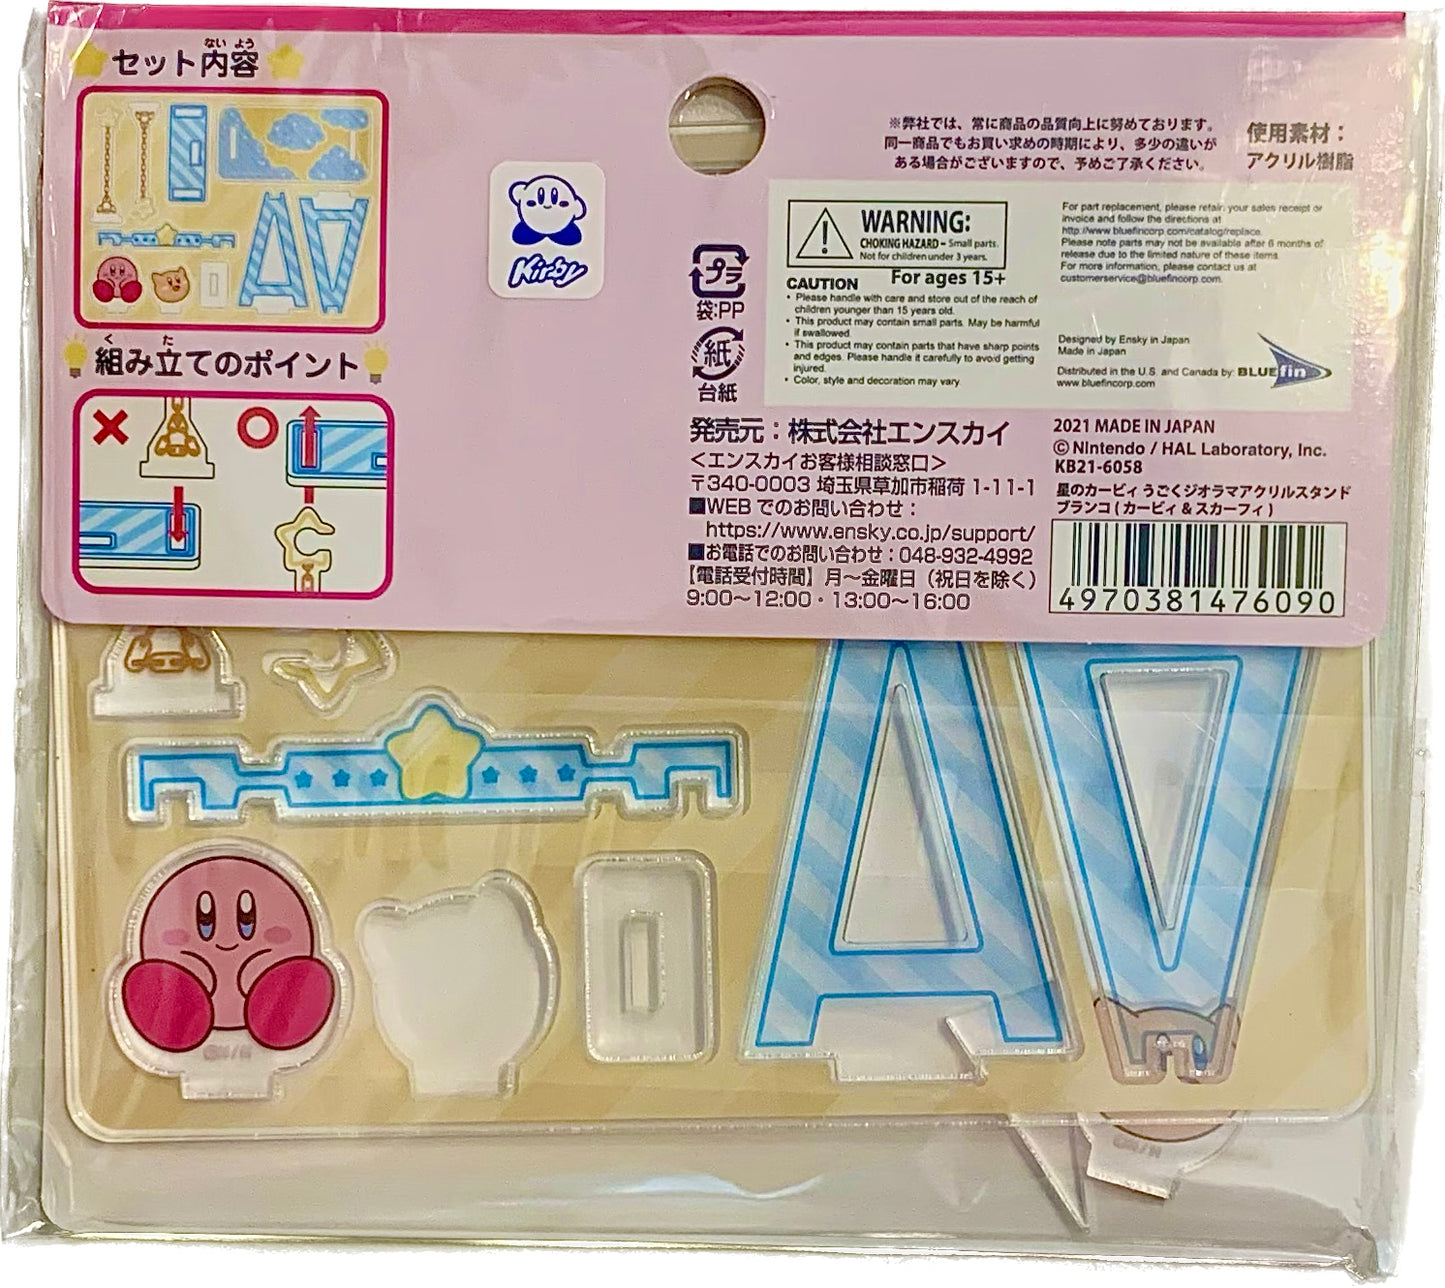 セット内容
ない よう
組み立てのポイント
く た
Kirby
プラ
袋:PP
紙
台紙
※弊社では、常に商品の品質向上に努めております。
同一商品でもお買い求めの時期により、多少の違いが
ある場合がございますので、予めご了承ください。
使用素材：
アクリル樹脂
WARNING:
CHOKING HAZARD – Small parts.
Not for children under 3 years.
For ages 15+
CAUTION
• Please handle with care and store out of the reach of
children younger than 15 years old.
• This product may contain small parts. May be harmful
if swallowed.
• This product may contain parts that have sharp points
and edges. Please handle it carefully to avoid getting
injured.
• Color, style and decoration may vary.
For part replacement, please retain your sales receipt or
invoice and follow the directions at
http://www.bluefincorp.com/catalog/replace.
Please note parts may not be available after 6 months of
release due to the limited nature of these items.
For more information, please contact us at
customerservice@bluefincorp.com.
Designed by Ensky in Japan
Made in Japan
Distributed in the U.S. and Canada by: BLUEfin
www.bluefincorp.com
発売元：株式会社エンスカイ
＜エンスカイお客様相談窓口＞
〒340-0003 埼玉県草加市稲荷 1-11-1
■WEB でのお問い合わせ：
https://www.ensky.co.jp/support/
■お電話でのお問い合わせ：048-932-4992
【電話受付時間】月～金曜日（祝日を除く）
9:00～12:00・13:00～16:00
2021 MADE IN JAPAN
© Nintendo / HAL Laboratory, Inc.
KB21-6058
星のカービィ うごくジオラマアクリルスタンド
ブランコ ( カービィ & スカーフィ )
4970381476090